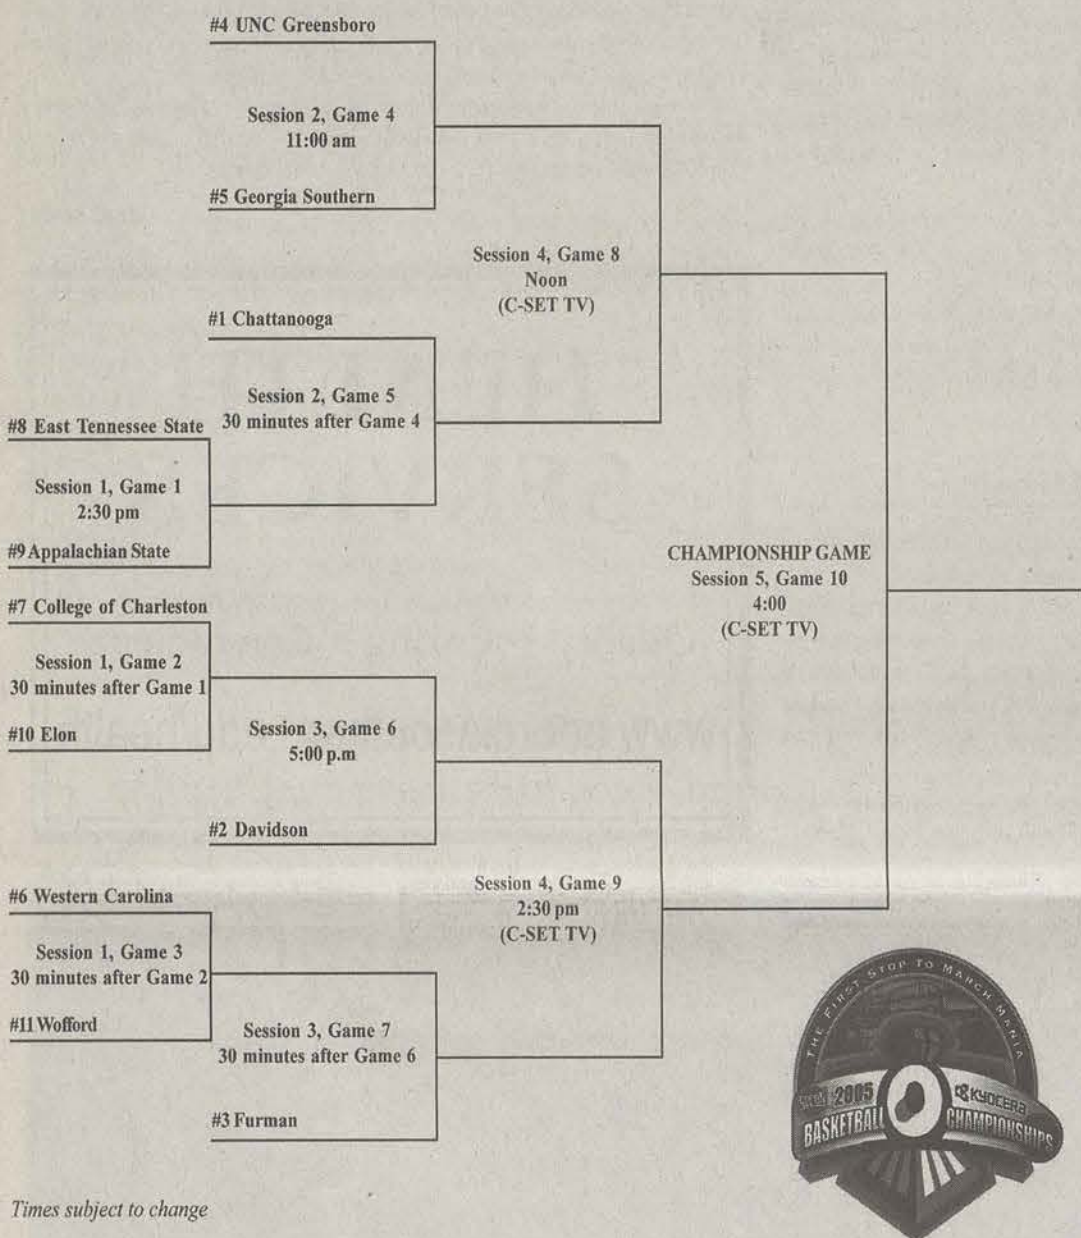 #4 UNC Greensboro
Session 2, Game 4
11:00 am
#5 Georgia Southern
Session 4, Game 8
Noon
(C-SET TV)
#1 Chattanooga
Session 2, Game 5
30 minutes after Game 4
#8 East Tennessee State
Session 1, Game 1
2:30 pm
#9 Appalachian State
CHAMPIONSHIP GAME
Session 5, Game 10
4:00
(C-SET TV)
#7 College of Charleston
Session 1, Game 2
30 minutes after Game 1
#10 Elon
Session 3, Game 6
5:00 p.m
#2 Davidson
Session 4, Game 9
2:30 pm
(C-SET TV)
#6 Western Carolina
Session 1, Game 3
30 minutes after Game 2
#11 Wofford
Session 3, Game 7
30 minutes after Game 6
#3 Furman
THE FIRST STOP TO MARCH MANIA
2005
KYOCERA
BASKETBALL
CHAMPIONSHIPS
Times subject to change